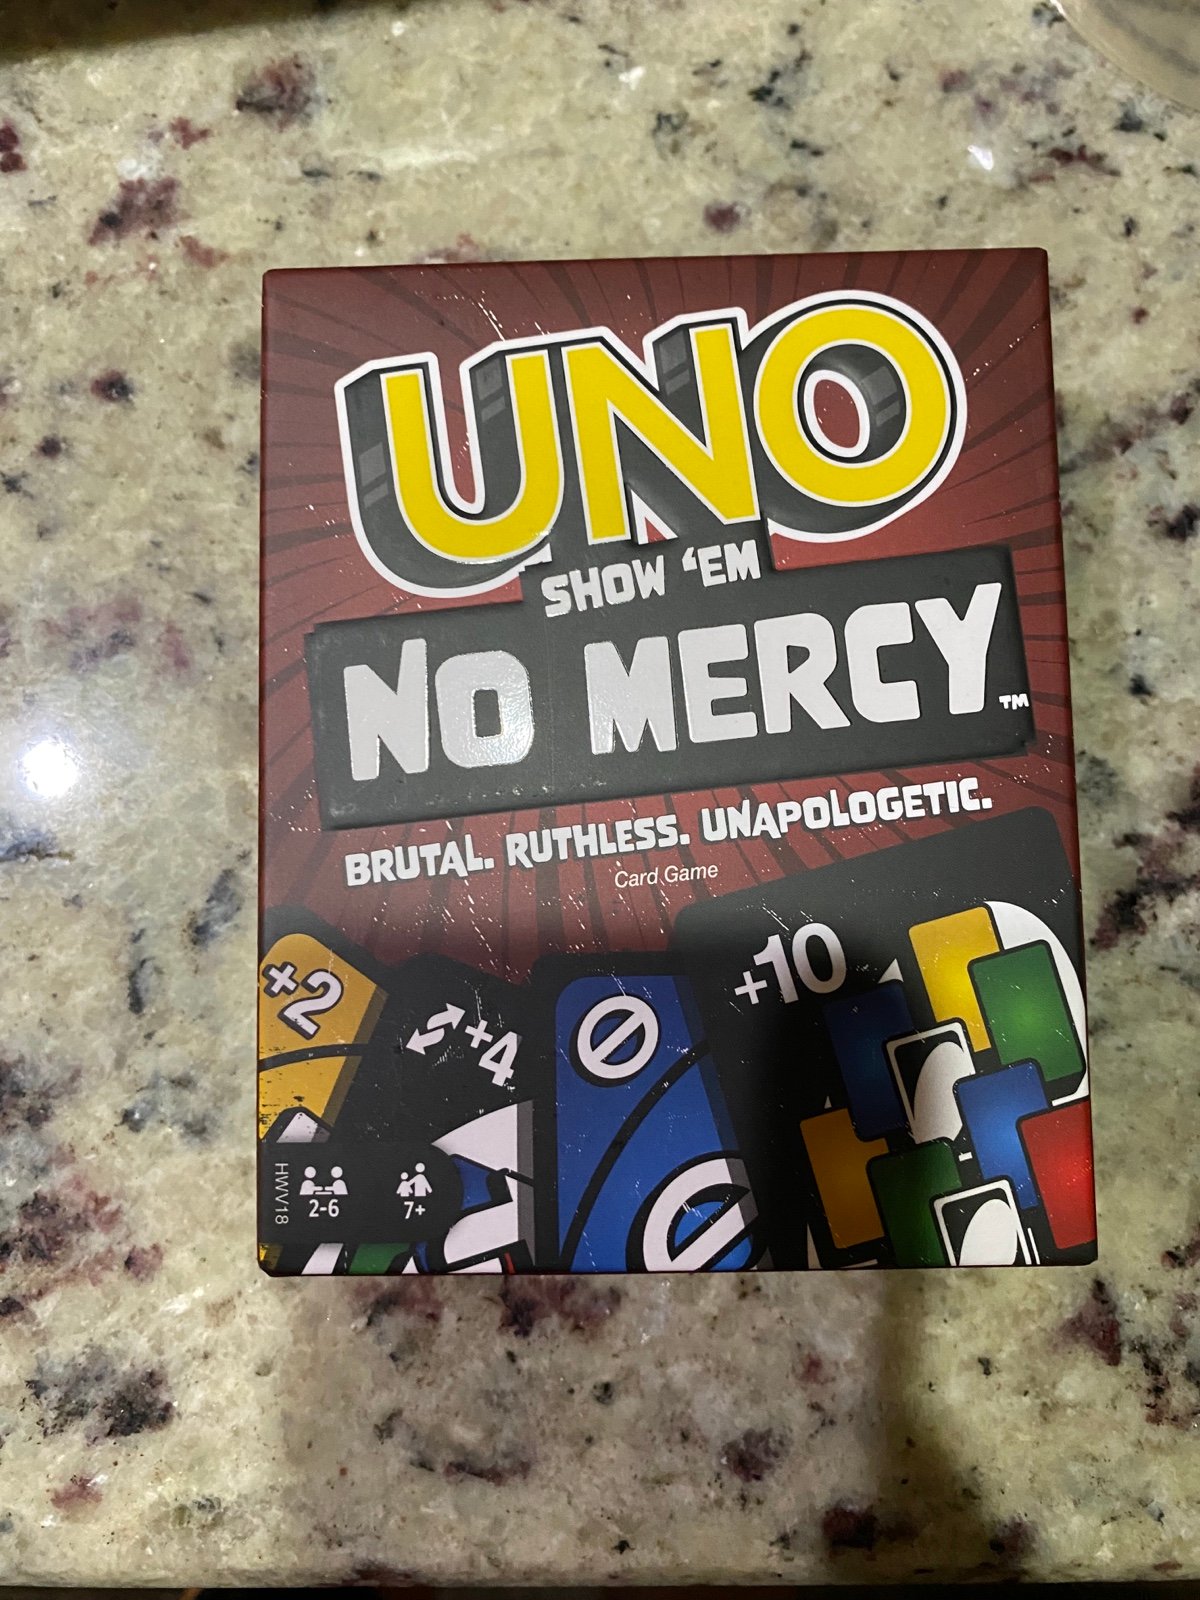 UNO
SHOW 'EM
NO MERCY™
BRUTAL. RUTHLESS. UNAPOLOGETIC.
Card Game
+2
+4
+10
HWV18
2-6
7+